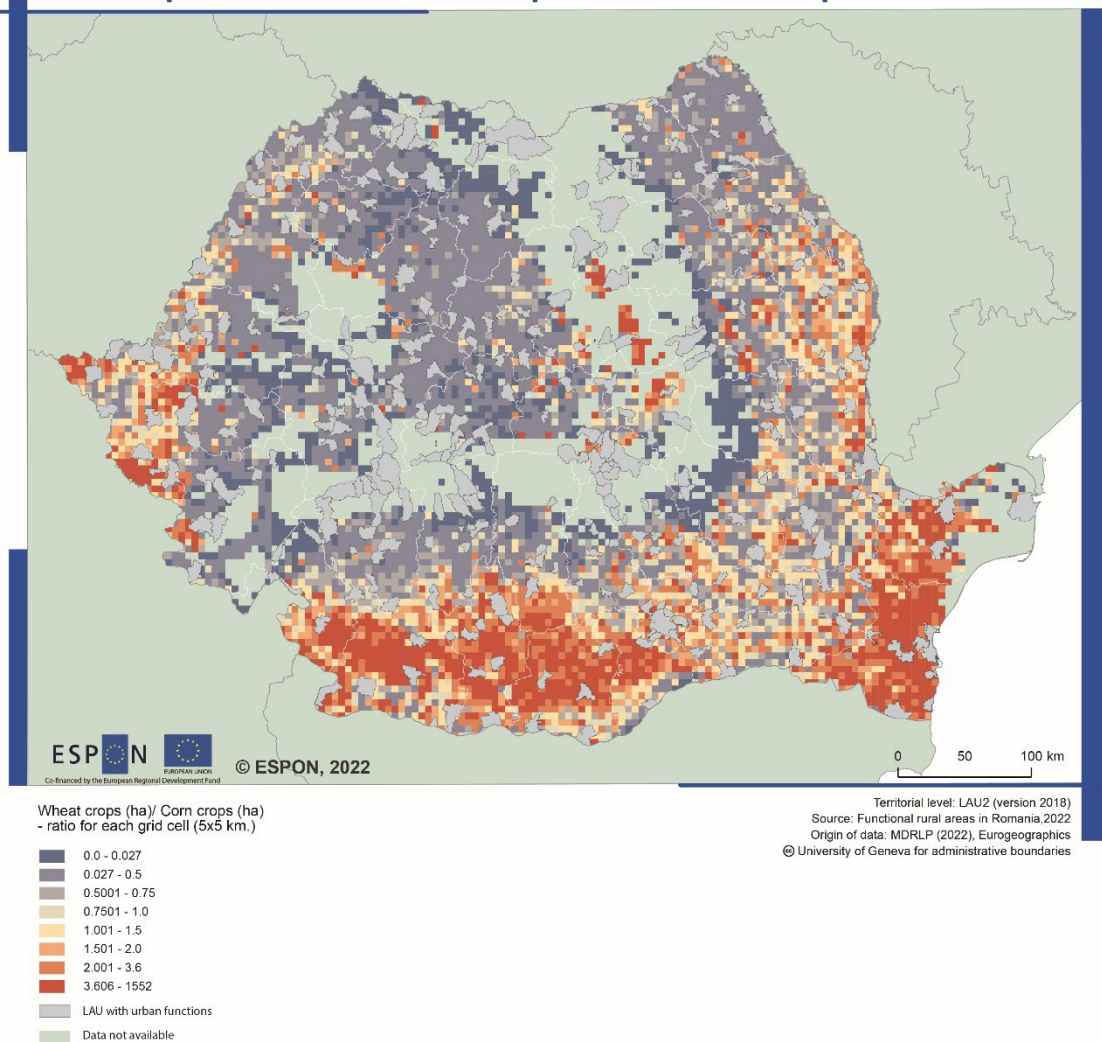 ESPON
EUROPEAN UNION
Co-financed by the European Regional Development Fund
© ESPON, 2022
0 50 100 km
Wheat crops (ha)/ Corn crops (ha)
- ratio for each grid cell (5x5 km.)
0.0 - 0.027
0.027 - 0.5
0.5001 - 0.75
0.7501 - 1.0
1.001 - 1.5
1.501 - 2.0
2.001 - 3.6
3.606 - 1552
LAU with urban functions
Data not available
Territorial level: LAU2 (version 2018)
Source: Functional rural areas in Romania,2022
Origin of data: MDRLP (2022), Eurogeographics
University of Geneva for administrative boundaries